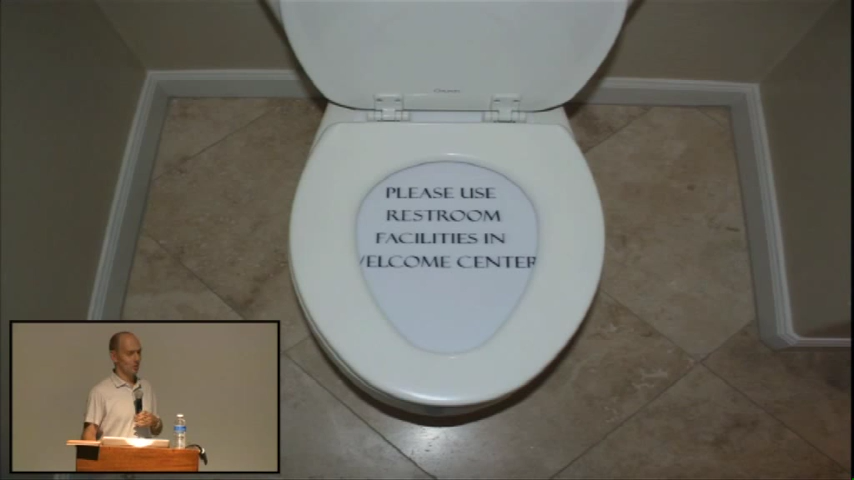 PLEASE USE
RESTROOM
FACILITIES IN
WELCOME CENTER